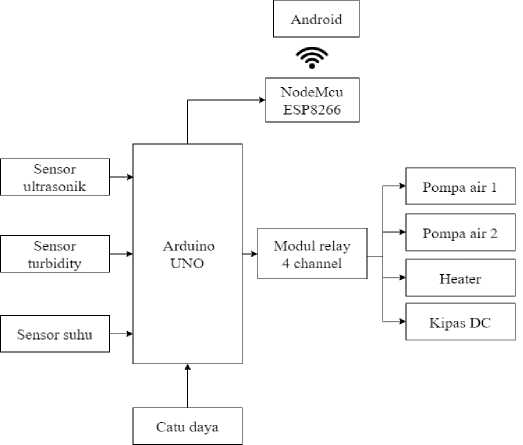 Android
NodeMcu
ESP8266
Sensor
ultrasonik
Sensor
turbidity
Sensor suhu
Arduino
UNO
Modul relay
4 channel
Pompa air 1
Pompa air 2
Heater
Kipas DC
Catu daya